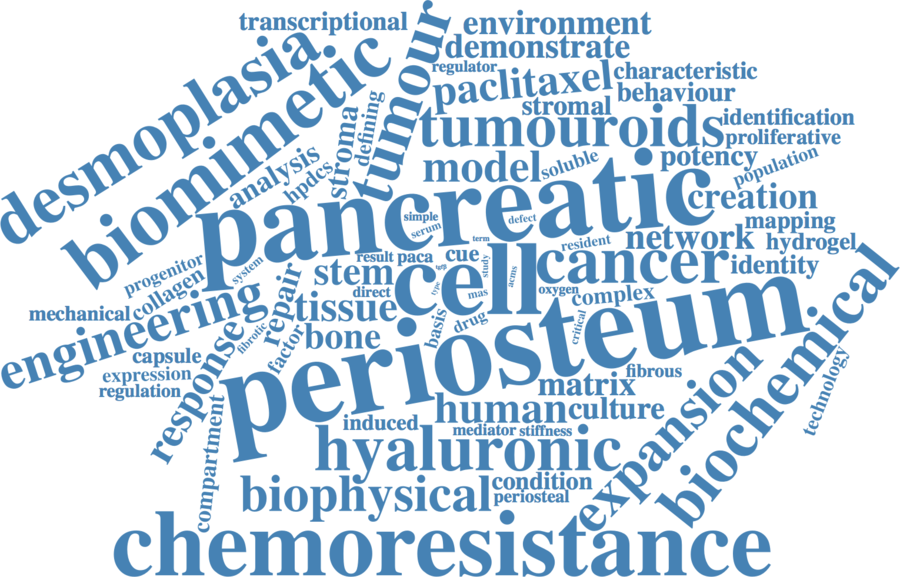 transcriptional
environment
desmoplasia
biomimetic
tumour
demonstrate
regulator
paclitaxel
characteristic
behaviour
stromal
defining
stroma
tumouroids
identification
proliferative
analysis
hpdcs
model
soluble
potency
population
pancreatic
creation
simple
serum
defect
mapping
network
hydrogel
term
resident
progenitor
system
result
paca
cue
study
stem
cell
cancer
identity
collagen
direct
type
mas
acms
oxygen
complex
mechanical
engineering
repair
tissue
basis
drug
critical
periosteum
biochemical
fibrotic
factor
bone
capsule
response
expression
regulation
matrix
fibrous
technology
human
culture
expansion
induced
mediator
stiffness
compartment
hyaluronic
biophysical
condition
periosteal
chemoresistance